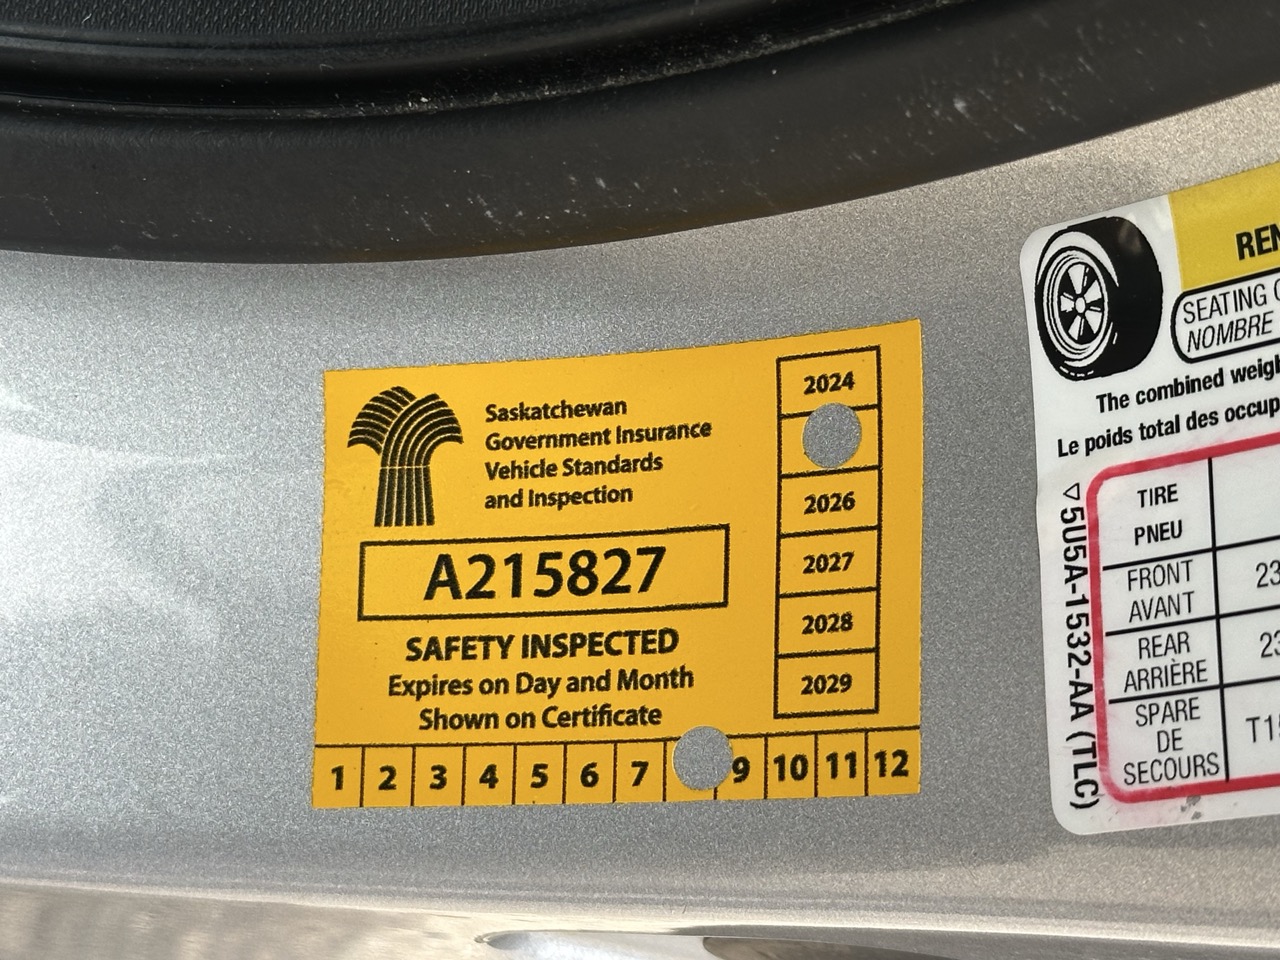 Saskatchewan
Government Insurance
Vehicle Standards
and Inspection
A215827
SAFETY INSPECTED
Expires on Day and Month
Shown on Certificate
2024
2026
2027
2028
2029
1 2 3 4 5 6 7 9 10 11 12
SEATING
NOMBRE
The combined
Le poids total des
5U5A-1532-AA (TLC)
TIRE
PNEU
FRONT
AVANT
REAR
ARRIÈRE
SPARE
DE
SECOURS